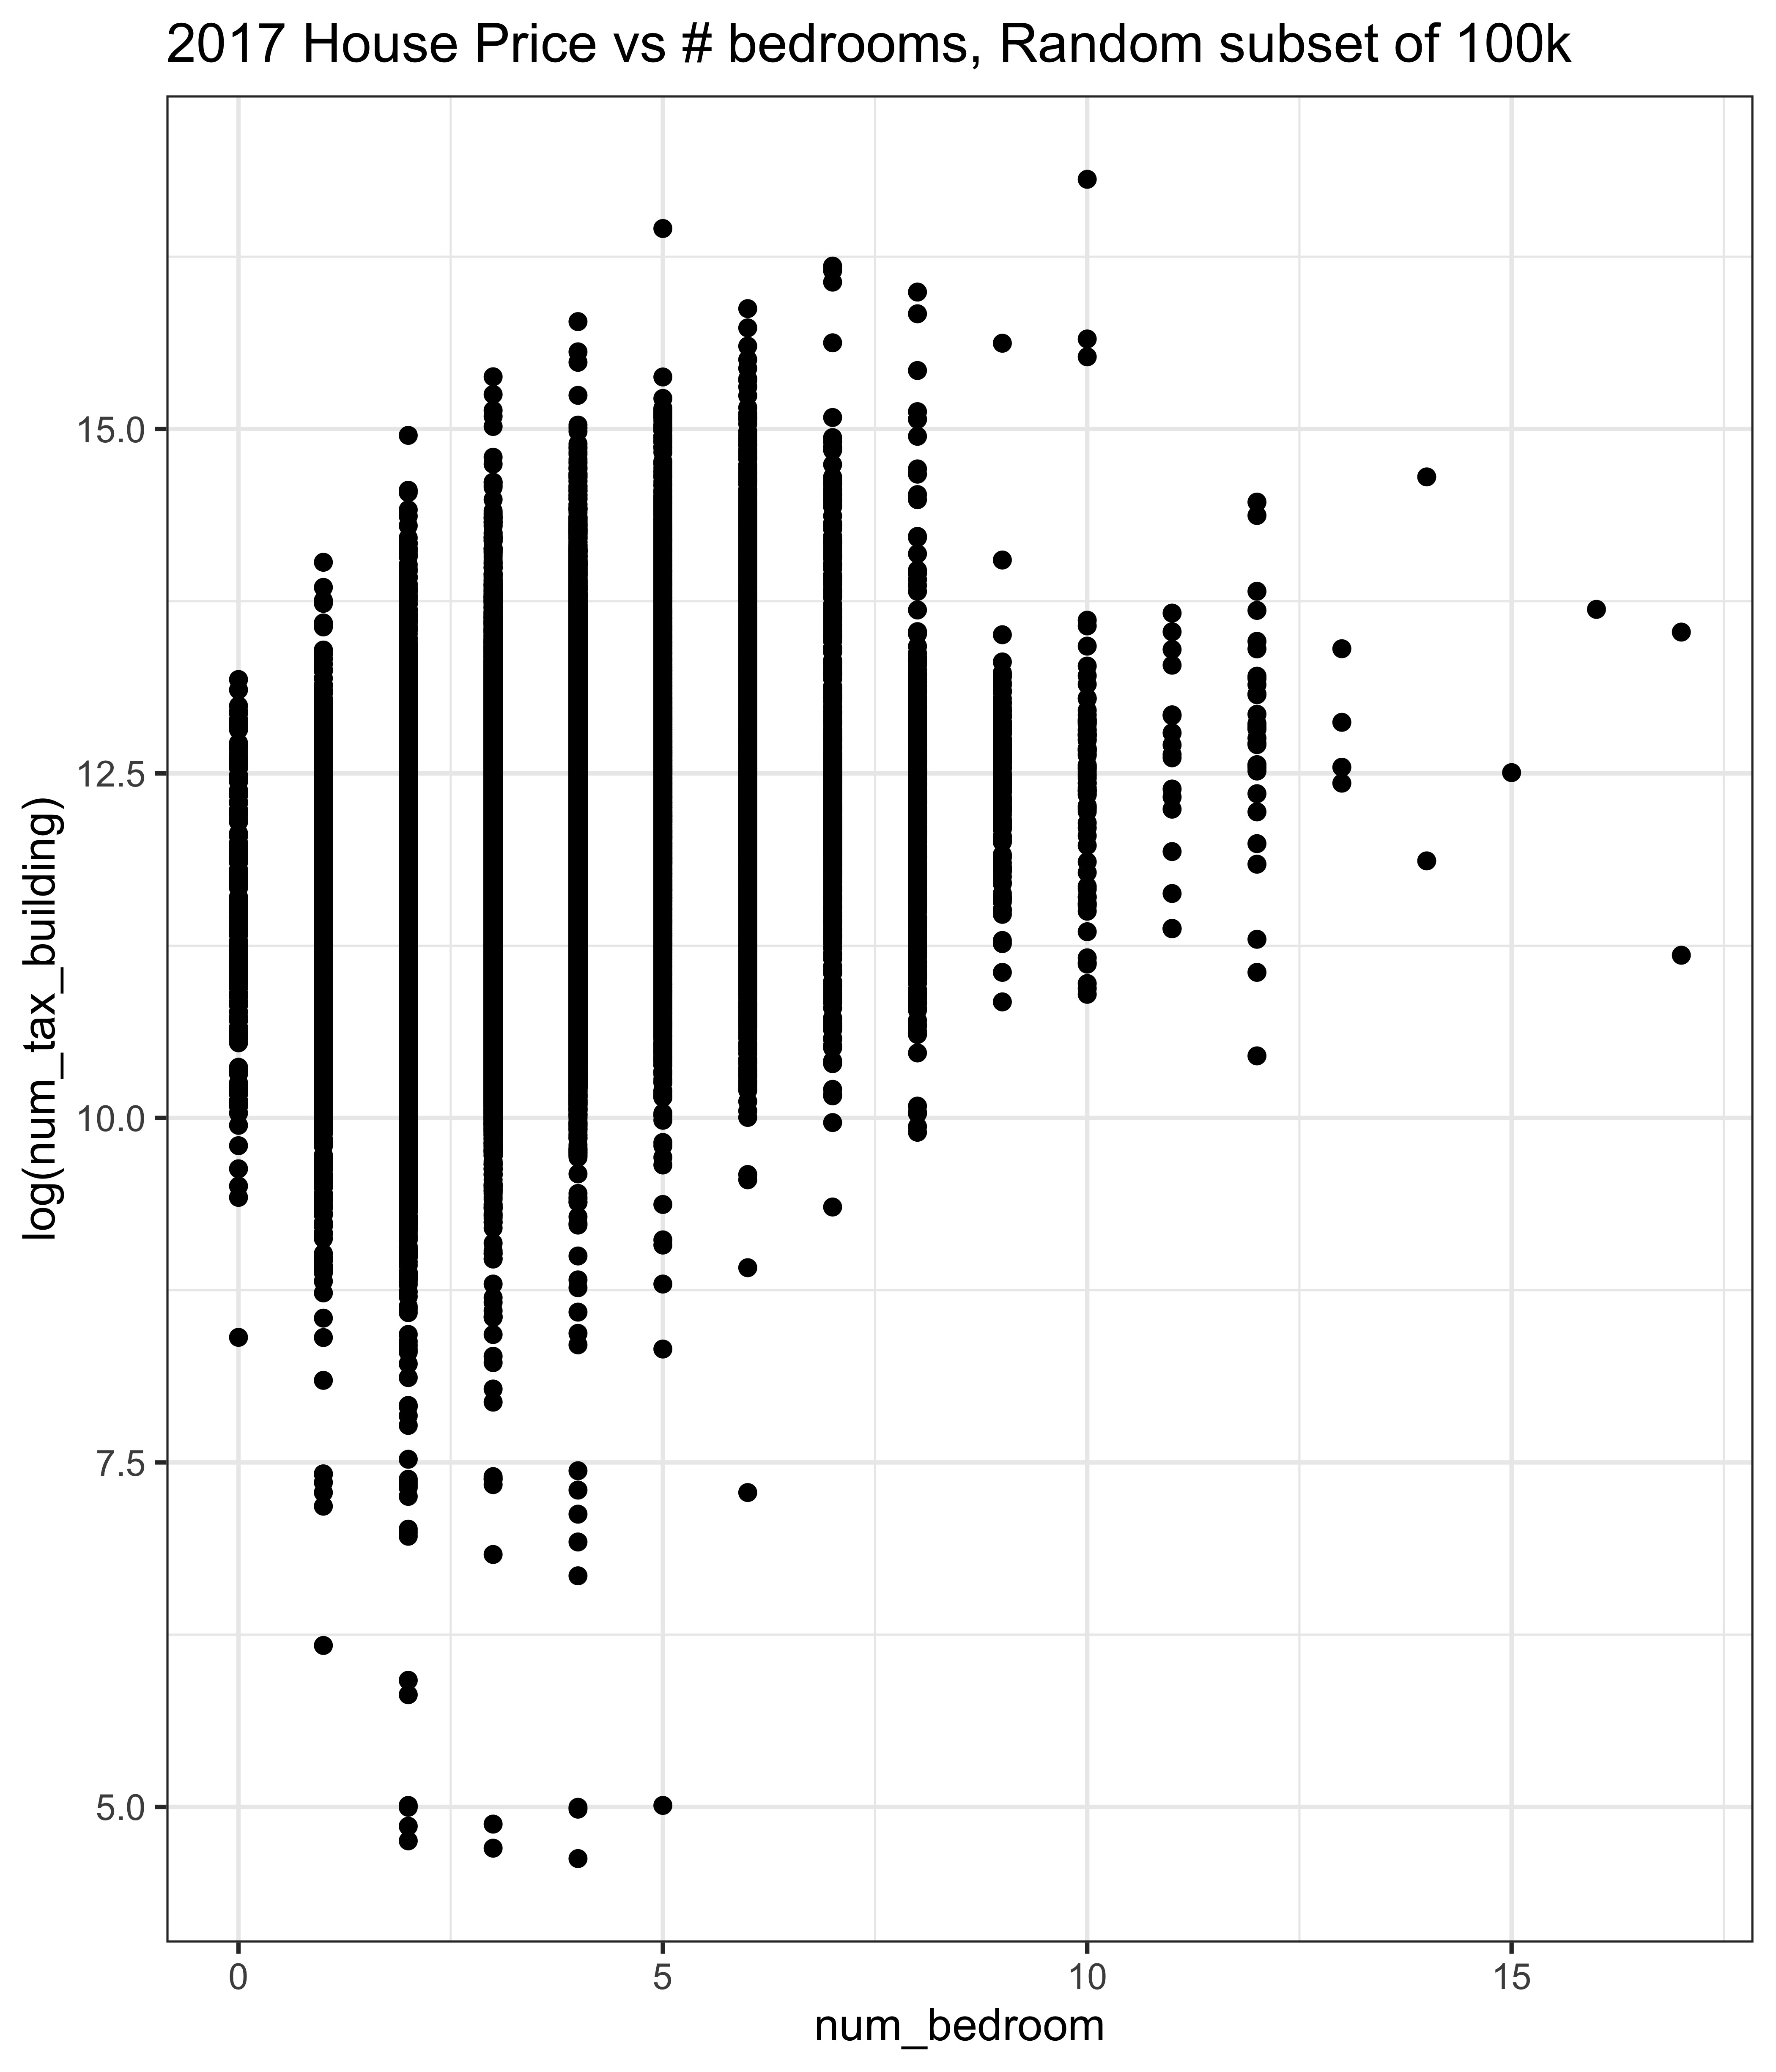 2017 House Price vs # bedrooms, Random subset of 100k
log(num_tax_building)
15.0
12.5
10.0
7.5
5.0
0 5 10 15
num_bedroom